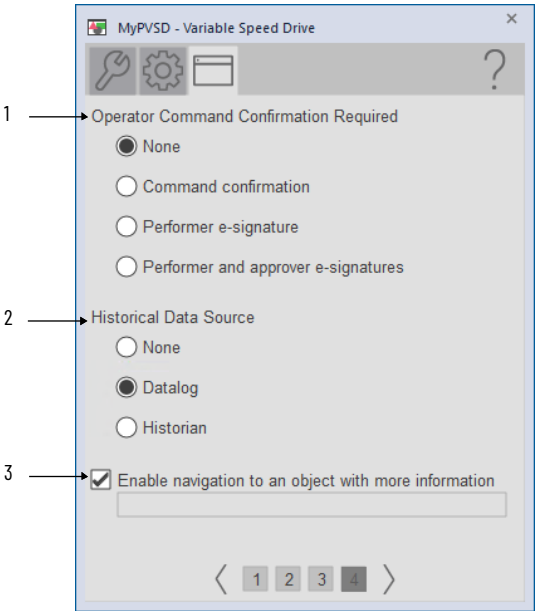 MyPVSD - Variable Speed Drive
?
1
Operator Command Confirmation Required
None
Command confirmation
Performer e-signature
Performer and approver e-signatures
2
Historical Data Source
None
Datalog
Historian
3
Enable navigation to an object with more information
1 2 3 4